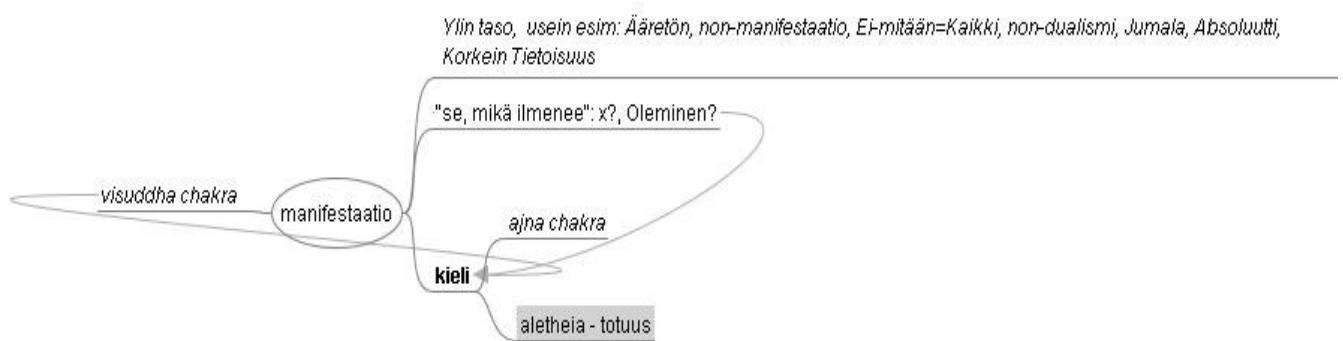 Ylin taso, usein esim: Ääretön, non-manifestaatio, Ei-mitään=Kaikki, non-dualismi, Jumala, Absoluutti,
Korkein Tietoisuus
"se, mikä ilmenee": x?, Oleminen?
visuddha chakra
manifestaatio
ajna chakra
kieli
aletheia - totuus